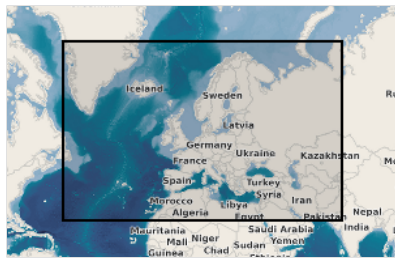 Iceland
Sweden
Latvia
Germany
Ukraine
France
Kazakhstan
Spain
Turkey
Syria
Iran
Morocco
Libya
Algeria
Egypt
Pakistan
Nepal
Mauritania
Saudi Arabia
India
Mali
Niger
Sudan
Yemen
Chad
Guinea